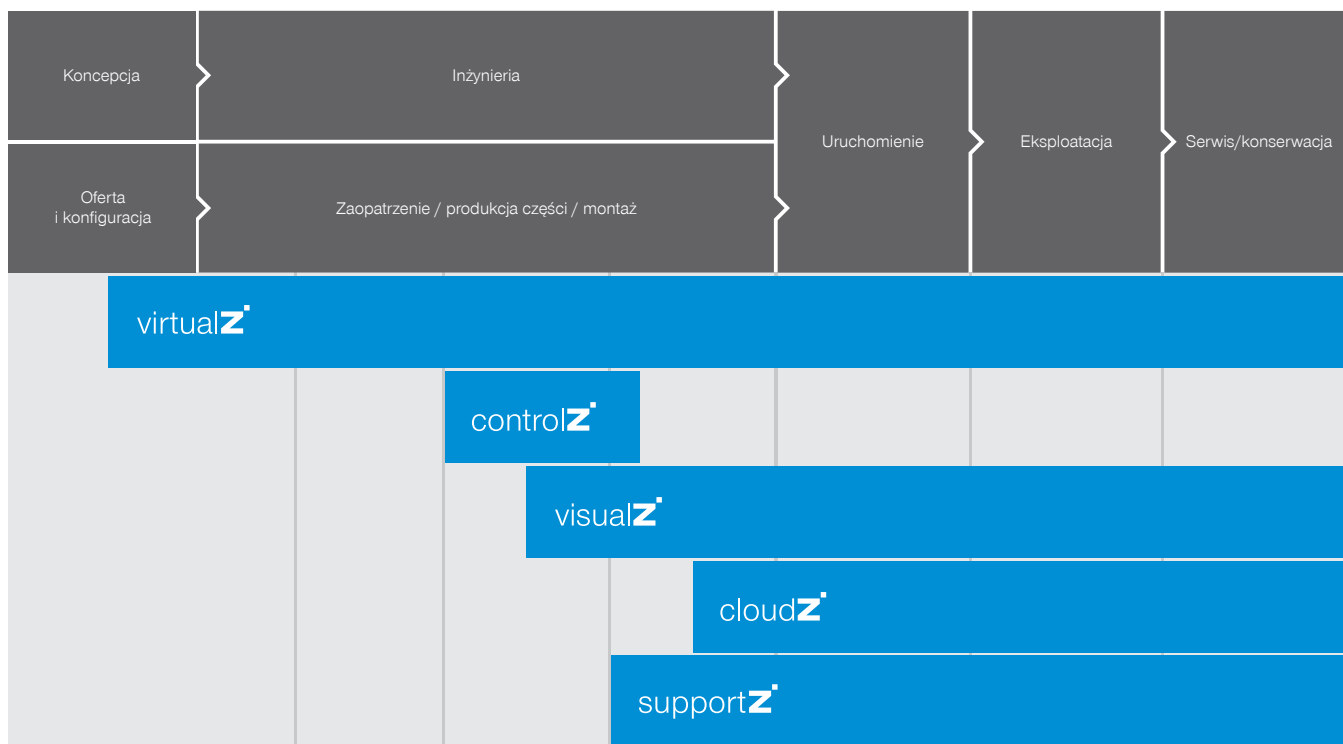 Koncepcja
Inżynieria
Oferta
i konfiguracja
Zaopatrzenie / produkcja części / montaż
Uruchomienie
Eksploatacja
Serwis/konserwacja
virtualZ
controlZ
visualZ
cloudZ
supportZ